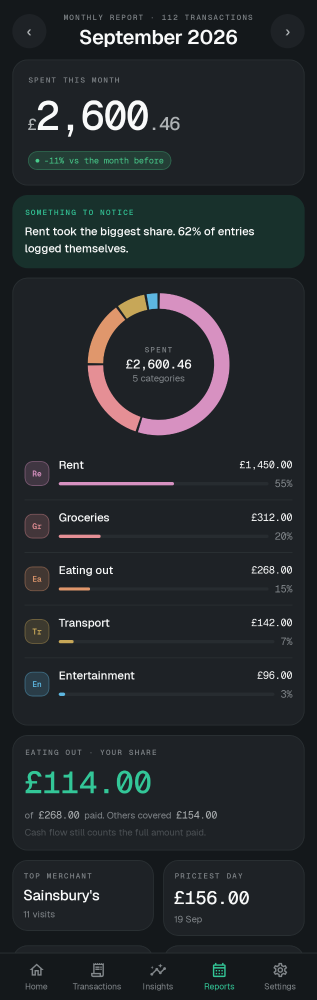 MONTHLY REPORT · 112 TRANSACTIONS
‹ September 2026 ›
SPENT THIS MONTH
£2,600.46
-11% vs the month before
SOMETHING TO NOTICE
Rent took the biggest share. 62% of entries
logged themselves.
SPENT
£2,600.46
5 categories
Re Rent £1,450.00
55%
Gr Groceries £312.00
20%
Ea Eating out £268.00
15%
Tr Transport £142.00
7%
En Entertainment £96.00
3%
EATING OUT · YOUR SHARE
£114.00
of £268.00 paid. Others covered £154.00
Cash flow still counts the full amount paid.
TOP MERCHANT
Sainsbury's
11 visits
PRICIEST DAY
£156.00
19 Sep
Home Transactions Insights Reports Settings